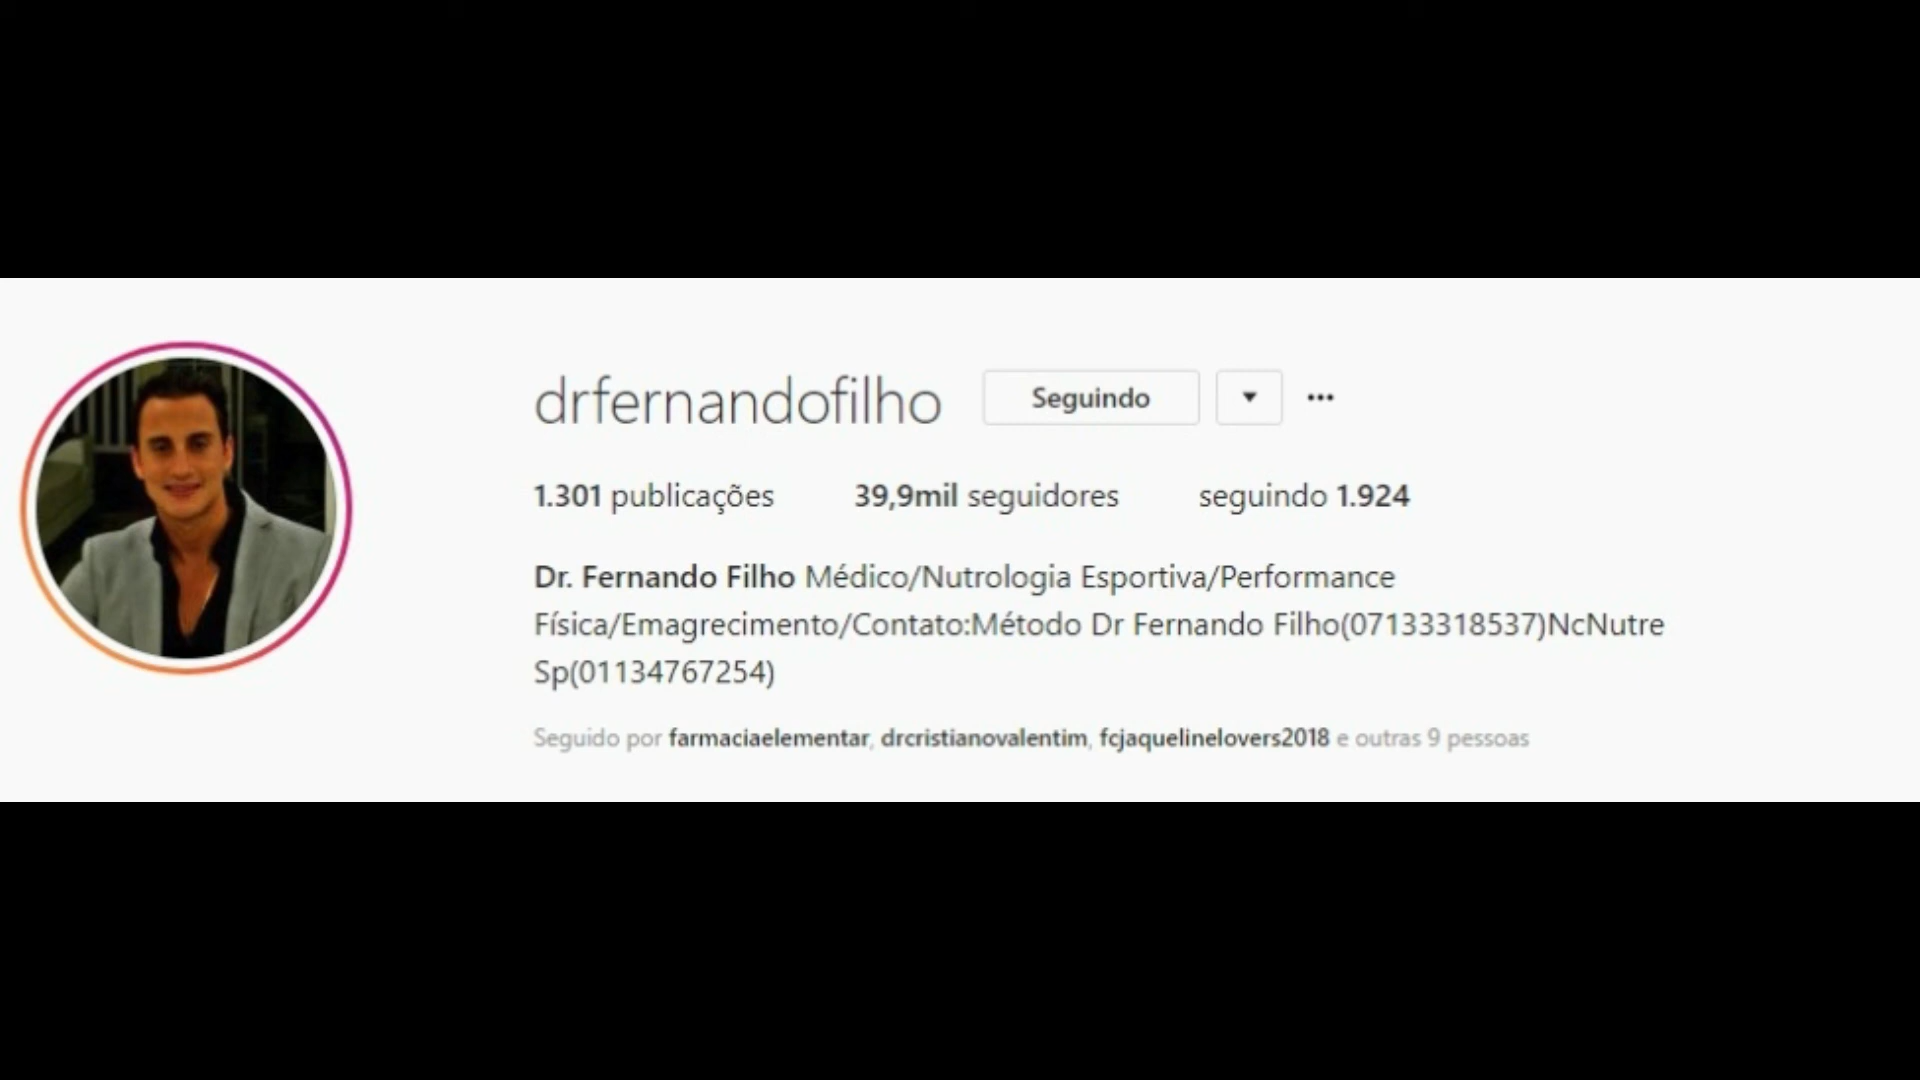 drfernandofilho Seguindo
1.301 publicações 39,9mil seguidores seguindo 1.924
Dr. Fernando Filho Médico/Nutrologia Esportiva/Performance
Física/Emagrecimento/Contato:Método Dr Fernando Filho(07133318537)NcNutre
Sp(01134767254)
Seguido por farmaciaelementar, drcristianovalentim, fcjaquelinelovers2018 e outras 9 pessoas